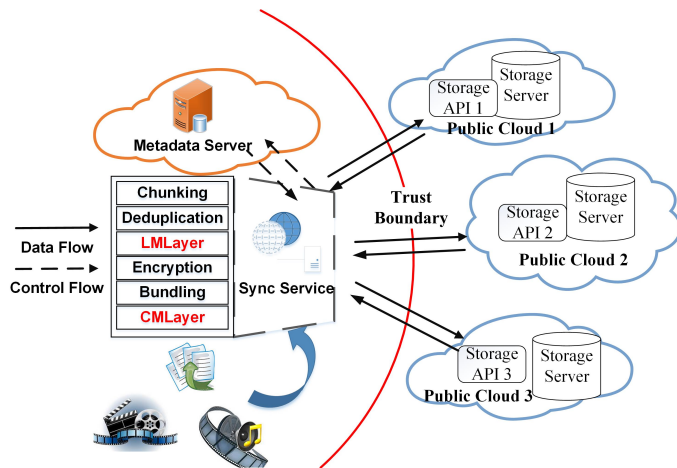 Storage
Server
Storage
API 1
Public Cloud 1
Metadata Server
Chunking
Deduplication
LMLayer
Encryption
Bundling
CMLayer
Data Flow
Control Flow
Sync Service
Trust
Boundary
Storage
Server
Storage
API 2
Public Cloud 2
Storage
API 3
Storage
Server
Public Cloud 3